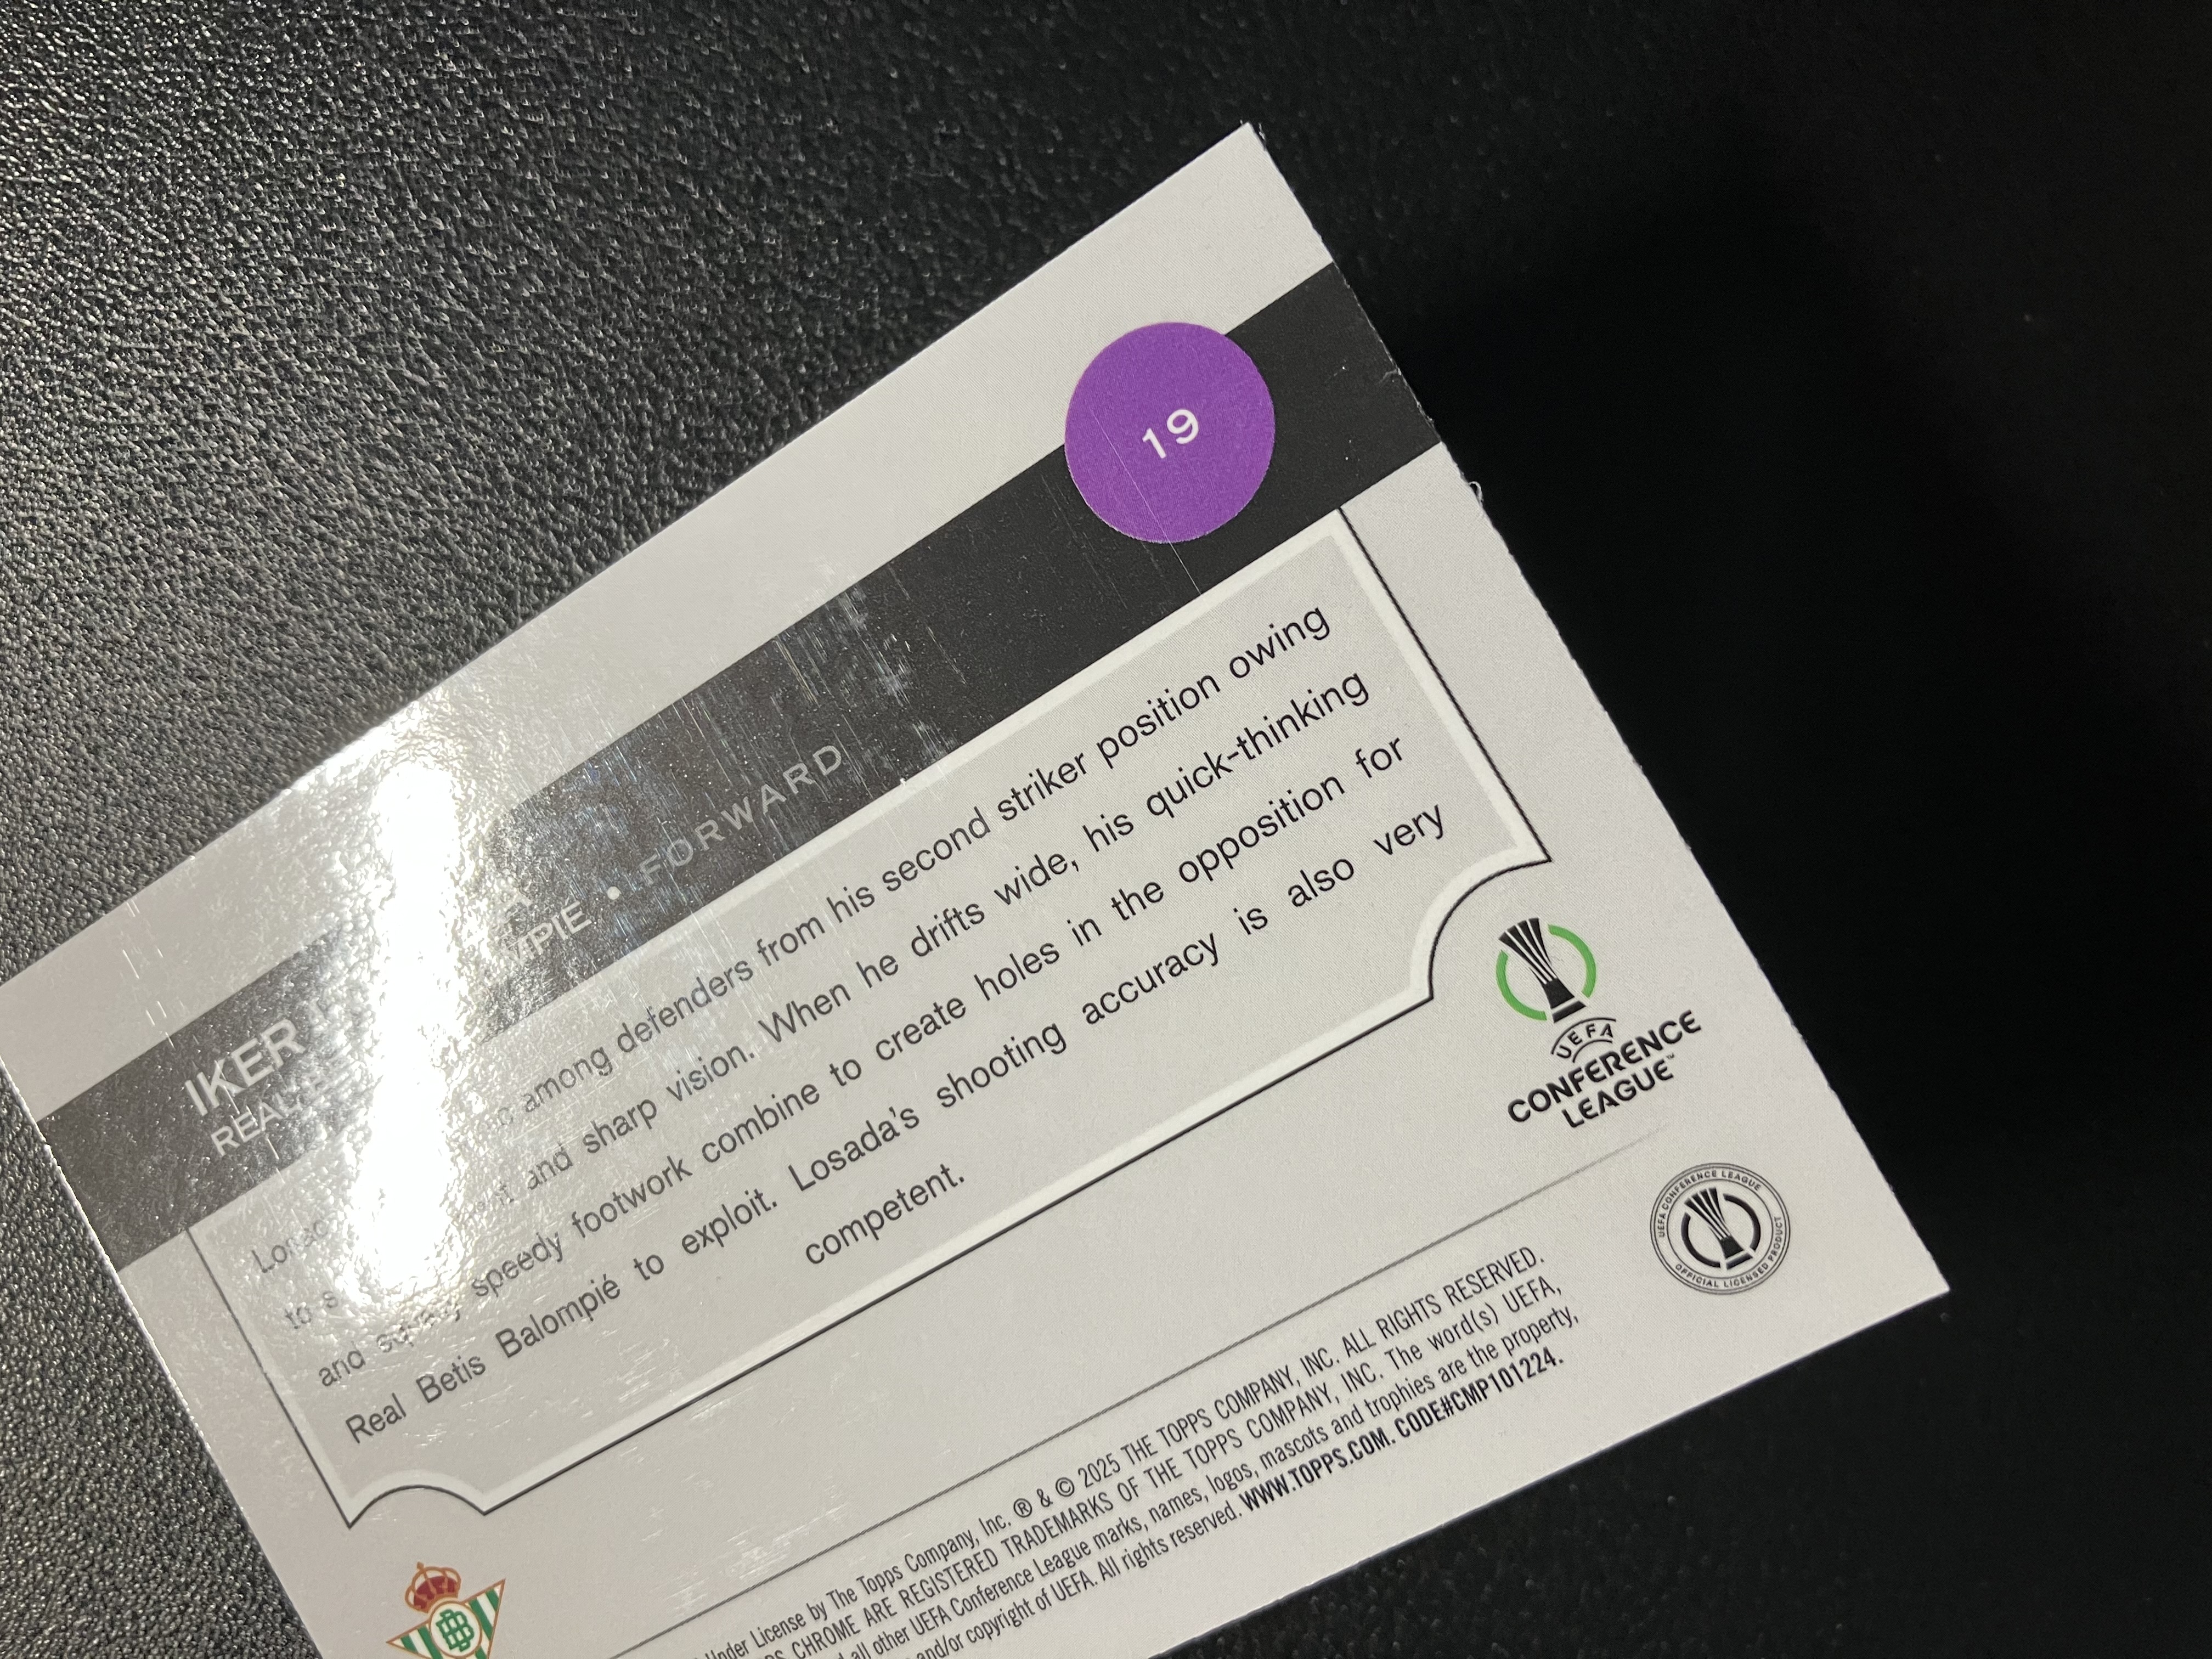 19
IKER
REAL MPIE • FORWARD
among defenders from his second striker position owing
to and sharp vision. When he drifts wide, his quick-thinking
and speedy footwork combine to create holes in the opposition for
Real Betis Balompié to exploit. Losada's shooting accuracy is also very
competent.
UEFA
CONFERENCE
LEAGUE™
UEFA CONFERENCE LEAGUE
OFFICIAL LICENSED PRODUCT
Under License by The Topps Company, Inc. ® & © 2025 THE TOPPS COMPANY, INC. ALL RIGHTS RESERVED.
CHROME ARE REGISTERED TRADEMARKS OF THE TOPPS COMPANY, INC. The word(s) UEFA,
all other UEFA Conference League marks, names, logos, mascots and trophies are the property,
and/or copyright of UEFA. All rights reserved. WWW.TOPPS.COM. CODE#CMP101224.